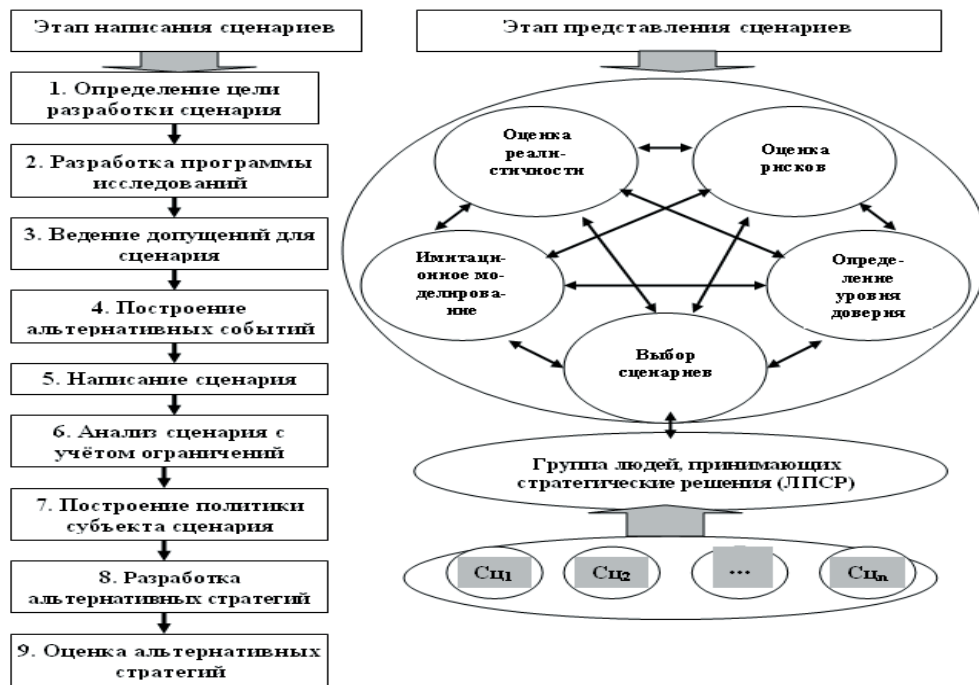 Этап написания сценариев
1. Определение цели
разработки сценария
2. Разработка программы
исследований
3. Ведение допущений для
сценария
4. Построение
альтернативных событий
5. Написание сценария
6. Анализ сценария с
учётом ограничений
7. Построение политики
субъекта сценария
8. Разработка
альтернативных стратегий
9. Оценка альтернативных
стратегий
Этап представления сценариев
Оценка
реали-
стичности
Оценка
рисков
Имитаци-
онное мо-
делирова-
ние
Опреде-
ление
уровня
доверия
Выбор
сценариев
Группа людей, принимающих
стратегические решения (ЛПСР)
Сц1
Сц2
...
Сцn